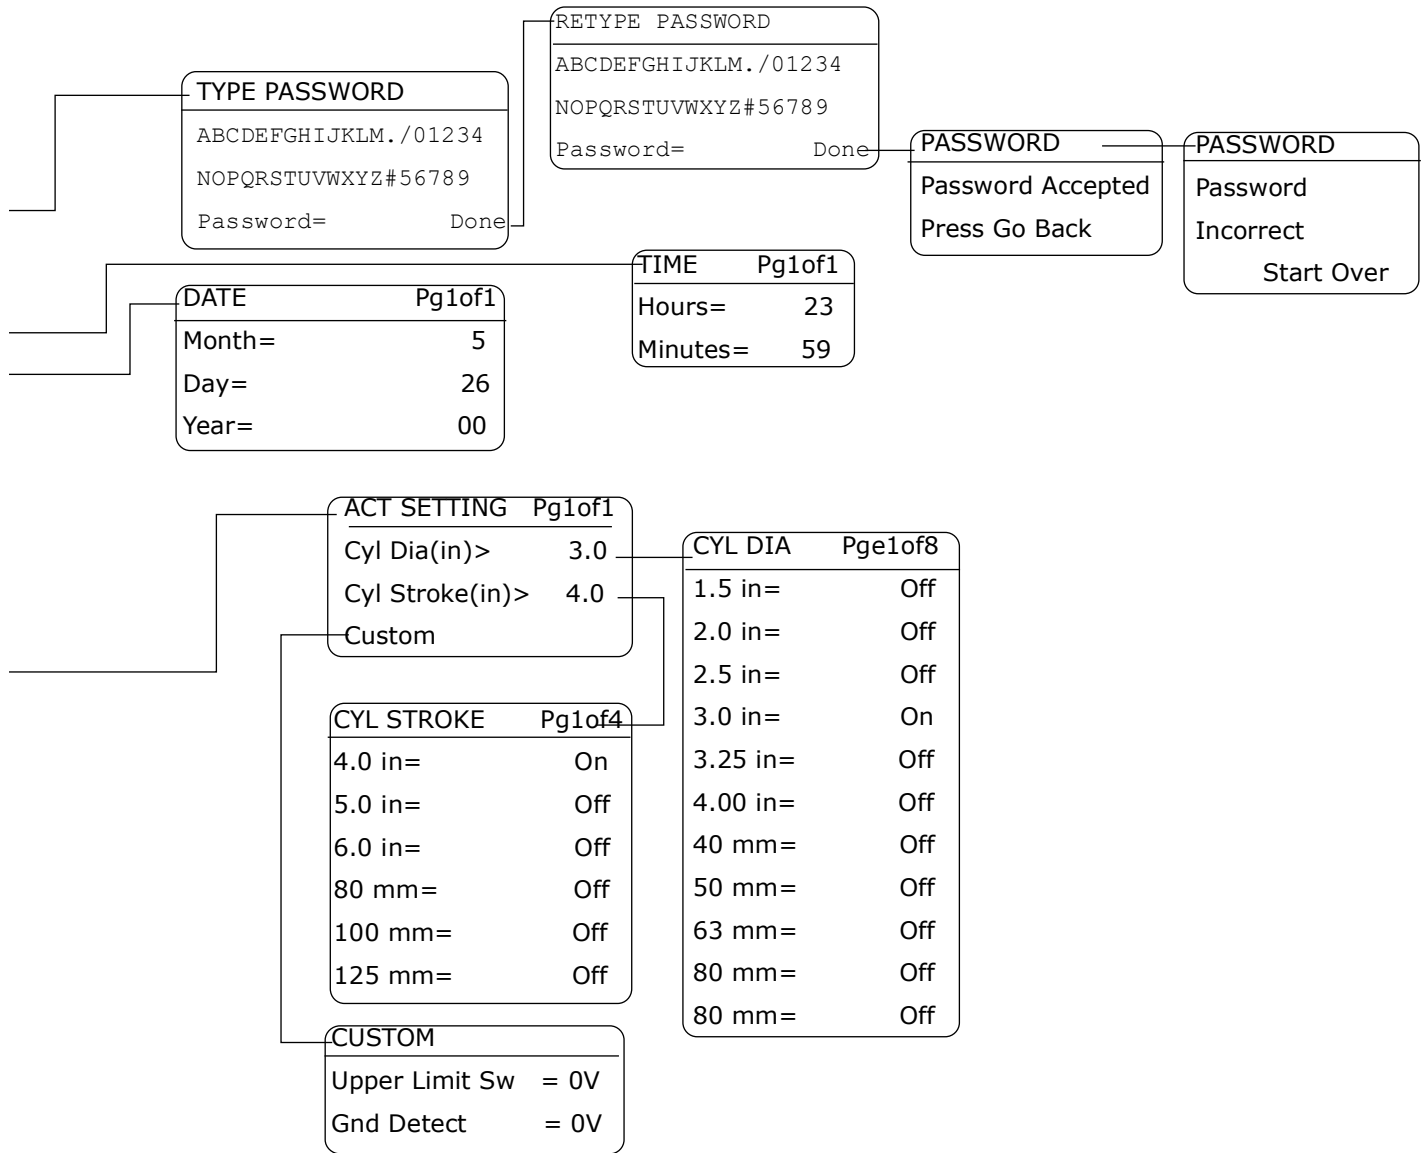 RETYPE PASSWORD
ABCDEFGHIJKLM./01234
NOPQRSTUVWXYZ#56789
Password= Done
TYPE PASSWORD
ABCDEFGHIJKLM./01234
NOPQRSTUVWXYZ#56789
Password= Done
PASSWORD
Password Accepted
Press Go Back
PASSWORD
Password
Incorrect
Start Over
TIME Pg1of1
Hours= 23
Minutes= 59
DATE Pg1of1
Month= 5
Day= 26
Year= 00
ACT SETTING Pg1of1
Cyl Dia(in)> 3.0
Cyl Stroke(in)> 4.0
Custom
CYL DIA Pge1of8
1.5 in= Off
2.0 in= Off
2.5 in= Off
3.0 in= On
3.25 in= Off
4.00 in= Off
40 mm= Off
50 mm= Off
63 mm= Off
80 mm= Off
80 mm= Off
CYL STROKE Pg1of4
4.0 in= On
5.0 in= Off
6.0 in= Off
80 mm= Off
100 mm= Off
125 mm= Off
CUSTOM
Upper Limit Sw = 0V
Gnd Detect = 0V